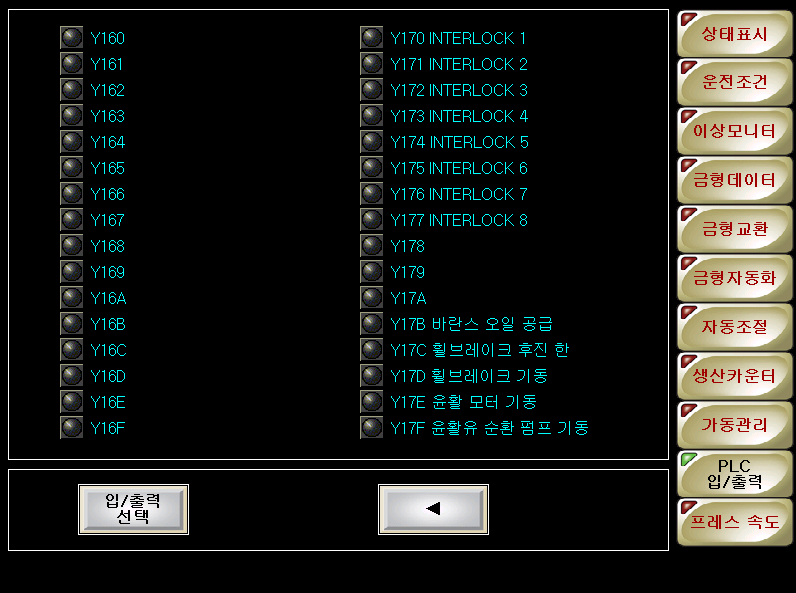 Y160
Y161
Y162
Y163
Y164
Y165
Y166
Y167
Y168
Y169
Y16A
Y16B
Y16C
Y16D
Y16E
Y16F
Y170 INTERLOCK 1
Y171 INTERLOCK 2
Y172 INTERLOCK 3
Y173 INTERLOCK 4
Y174 INTERLOCK 5
Y175 INTERLOCK 6
Y176 INTERLOCK 7
Y177 INTERLOCK 8
Y178
Y179
Y17A
Y17B 바란스 오일 공급
Y17C 휠브레이크 후진 한
Y17D 휠브레이크 기동
Y17E 윤활 모터 기동
Y17F 윤활유 순환 펌프 기동
입/출력
선택
◀
상태표시
운전조건
이상모니터
금형데이터
금형교환
금형자동화
자동조절
생산카운터
가동관리
PLC
입/출력
프레스 속도